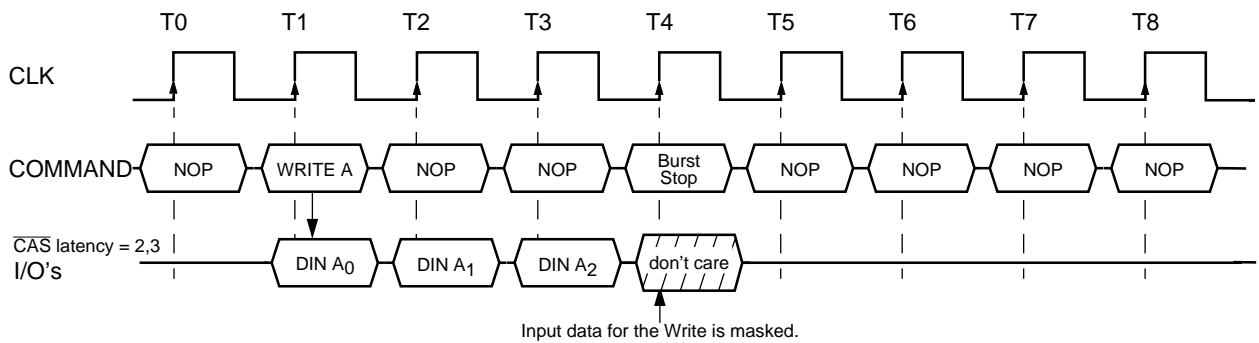 T0 T1 T2 T3 T4 T5 T6 T7 T8
CLK
COMMAND NOP WRITE A NOP NOP Burst Stop NOP NOP NOP NOP
CAS latency = 2,3
I/O's DIN A0 DIN A1 DIN A2 don't care
Input data for the Write is masked.